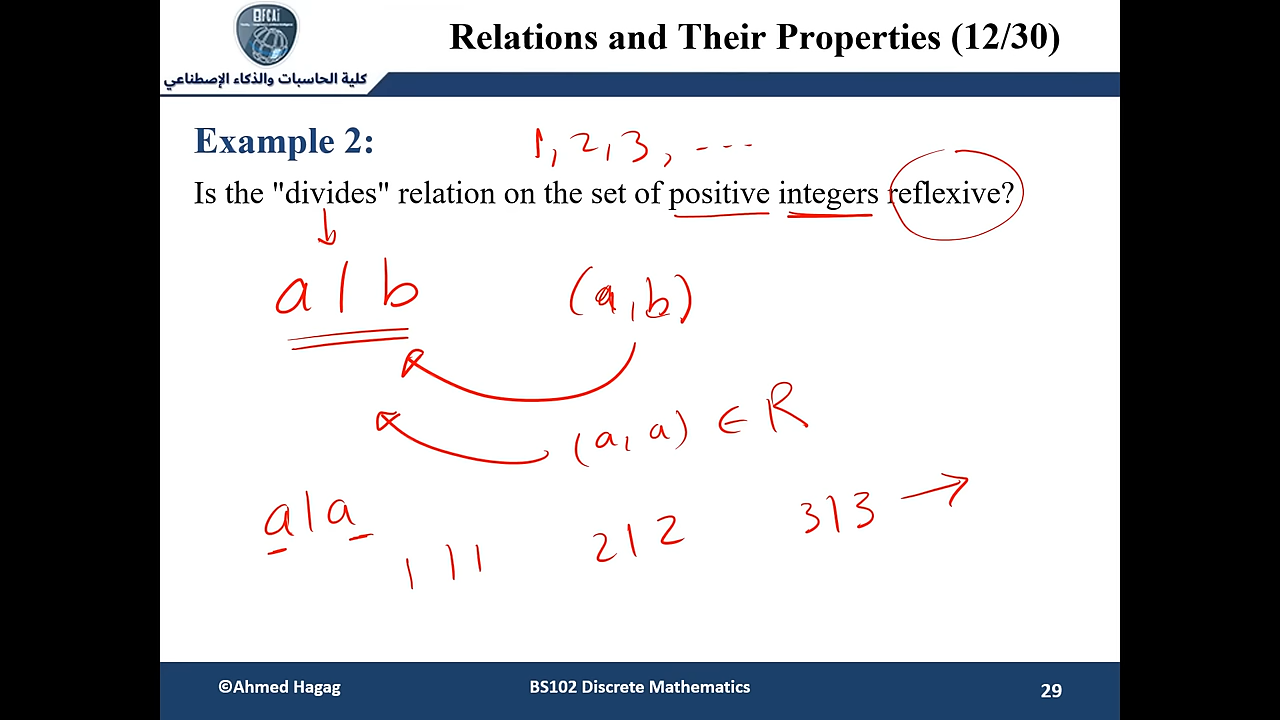 BFCAi
Relations and Their Properties (12/30)
كلية الحاسبات والذكاء الإصطناعي
Example 2:
1, 2, 3, ---
Is the "divides" relation on the set of positive integers reflexive?
a | b (a, b)
(a, a) ∈ R
a | a 1 | 1 2 | 2 3 | 3 →
©Ahmed Hagag BS102 Discrete Mathematics 29